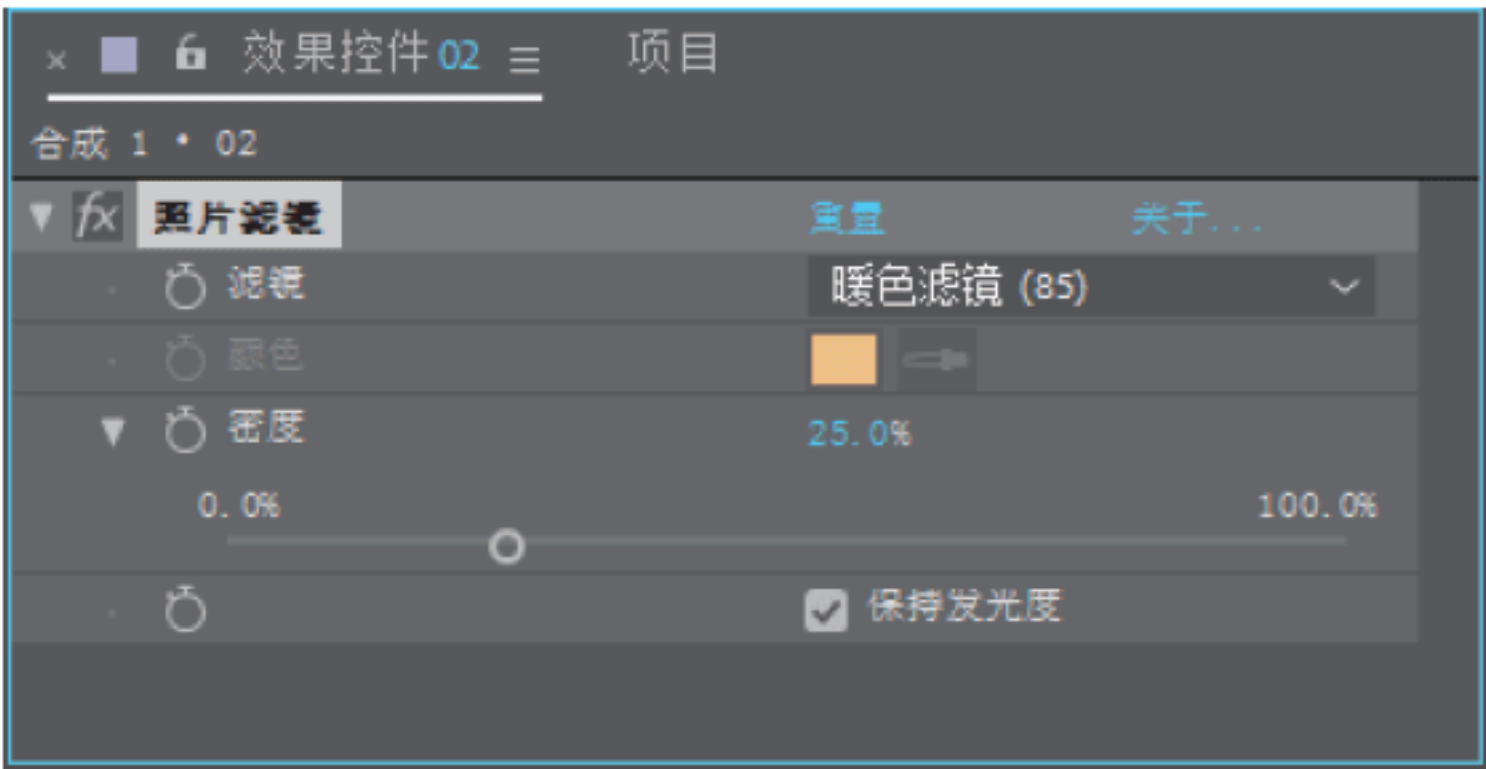 效果控件 02 项目
合成 1 • 02
fx 照片滤镜 重置 关于...
滤镜 暖色滤镜 (85)
颜色
密度 25.0%
0.0% 100.0%
保持发光度